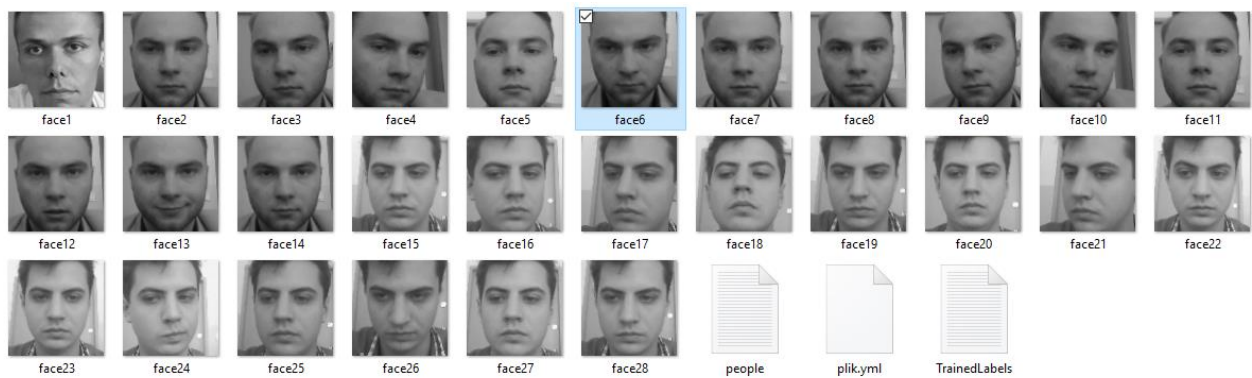 face1 face2 face3 face4 face5 face6 face7 face8 face9 face10 face11
face12 face13 face14 face15 face16 face17 face18 face19 face20 face21 face22
face23 face24 face25 face26 face27 face28 people plik.yml TrainedLabels